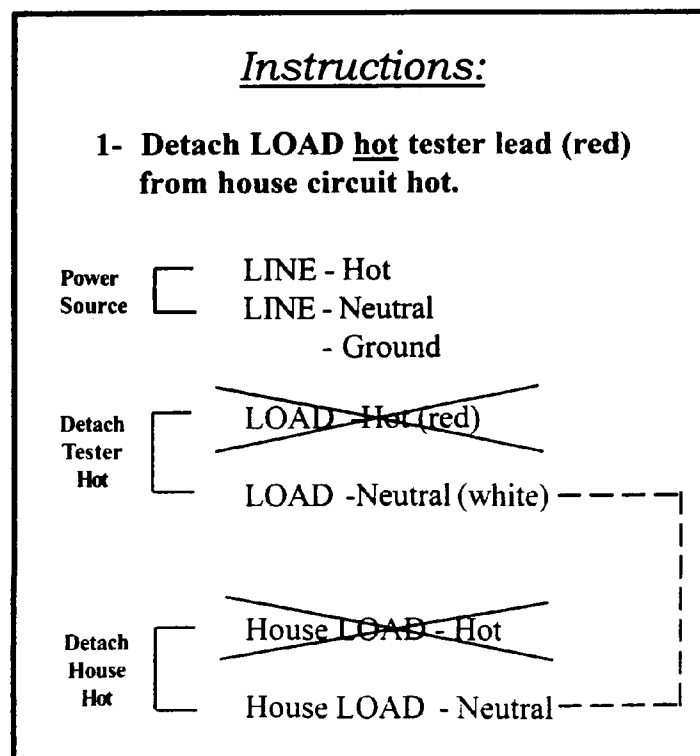 Instructions:
1- Detach LOAD hot tester lead (red)
from house circuit hot.
Power
Source
LINE - Hot
LINE - Neutral
- Ground
Detach
Tester
Hot
LOAD -Hot (red)
LOAD -Neutral (white)
Detach
House
Hot
House LOAD - Hot
House LOAD - Neutral